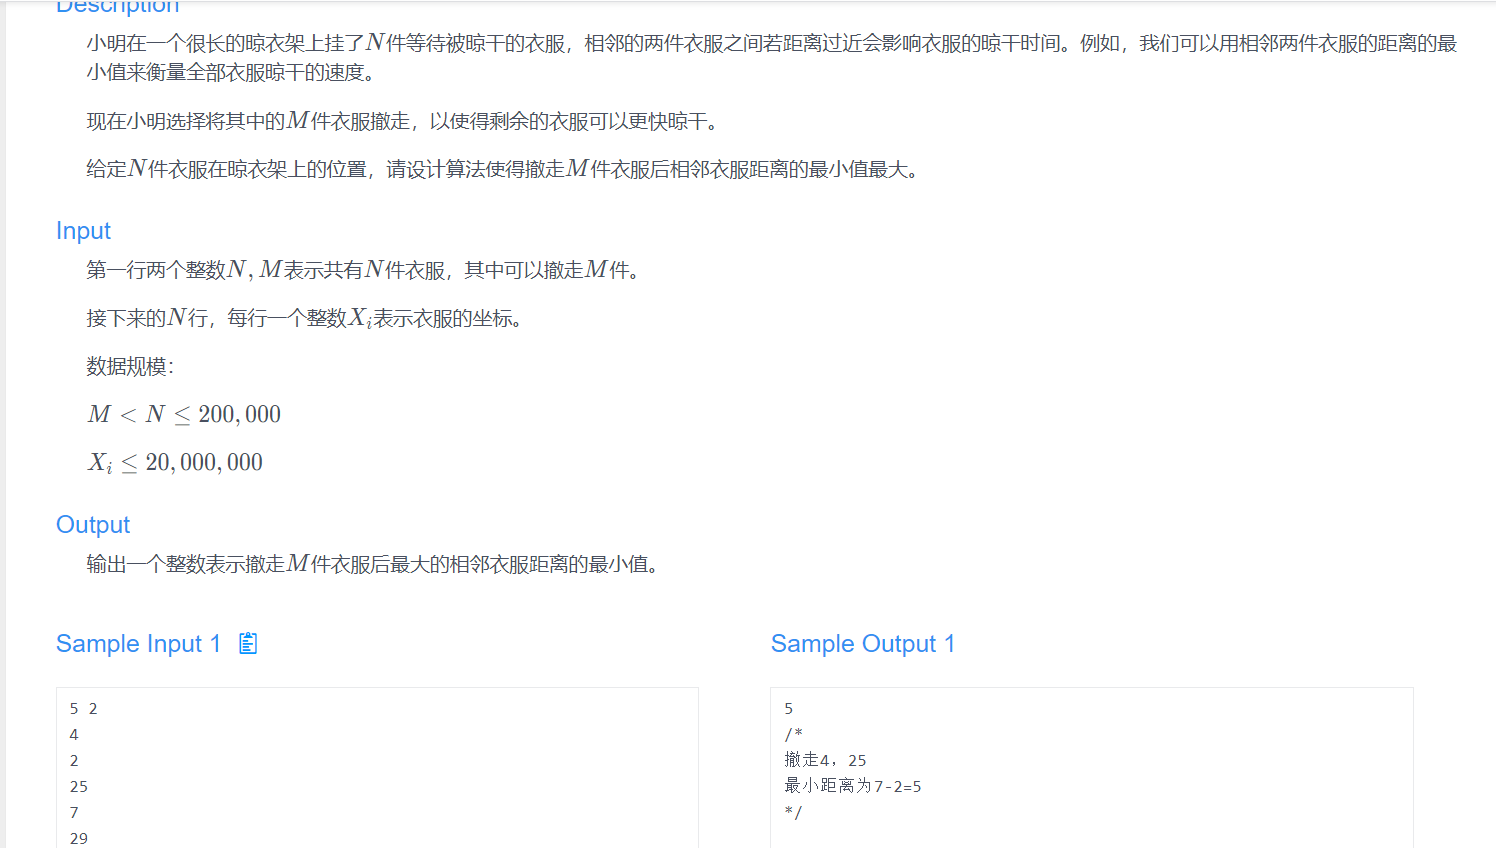 Description
小明在一个很长的晾衣架上挂了N件等待被晾干的衣服，相邻的两件衣服之间若距离过近会影响衣服的晾干时间。例如，我们可以用相邻两件衣服的距离的最
小值来衡量全部衣服晾干的速度。
现在小明选择将其中的M件衣服撤走，以使得剩余的衣服可以更快晾干。
给定N件衣服在晾衣架上的位置，请设计算法使得撤走M件衣服后相邻衣服距离的最小值最大。
Input
第一行两个整数N, M表示共有N件衣服，其中可以撤走M件。
接下来的N行，每行一个整数Xi表示衣服的坐标。
数据规模：
M < N ≤ 200,000
Xi ≤ 20,000,000
Output
输出一个整数表示撤走M件衣服后最大的相邻衣服距离的最小值。
Sample Input 1
5 2
4
2
25
7
29
Sample Output 1
5
/*
撤走4，25
最小距离为7-2=5
*/